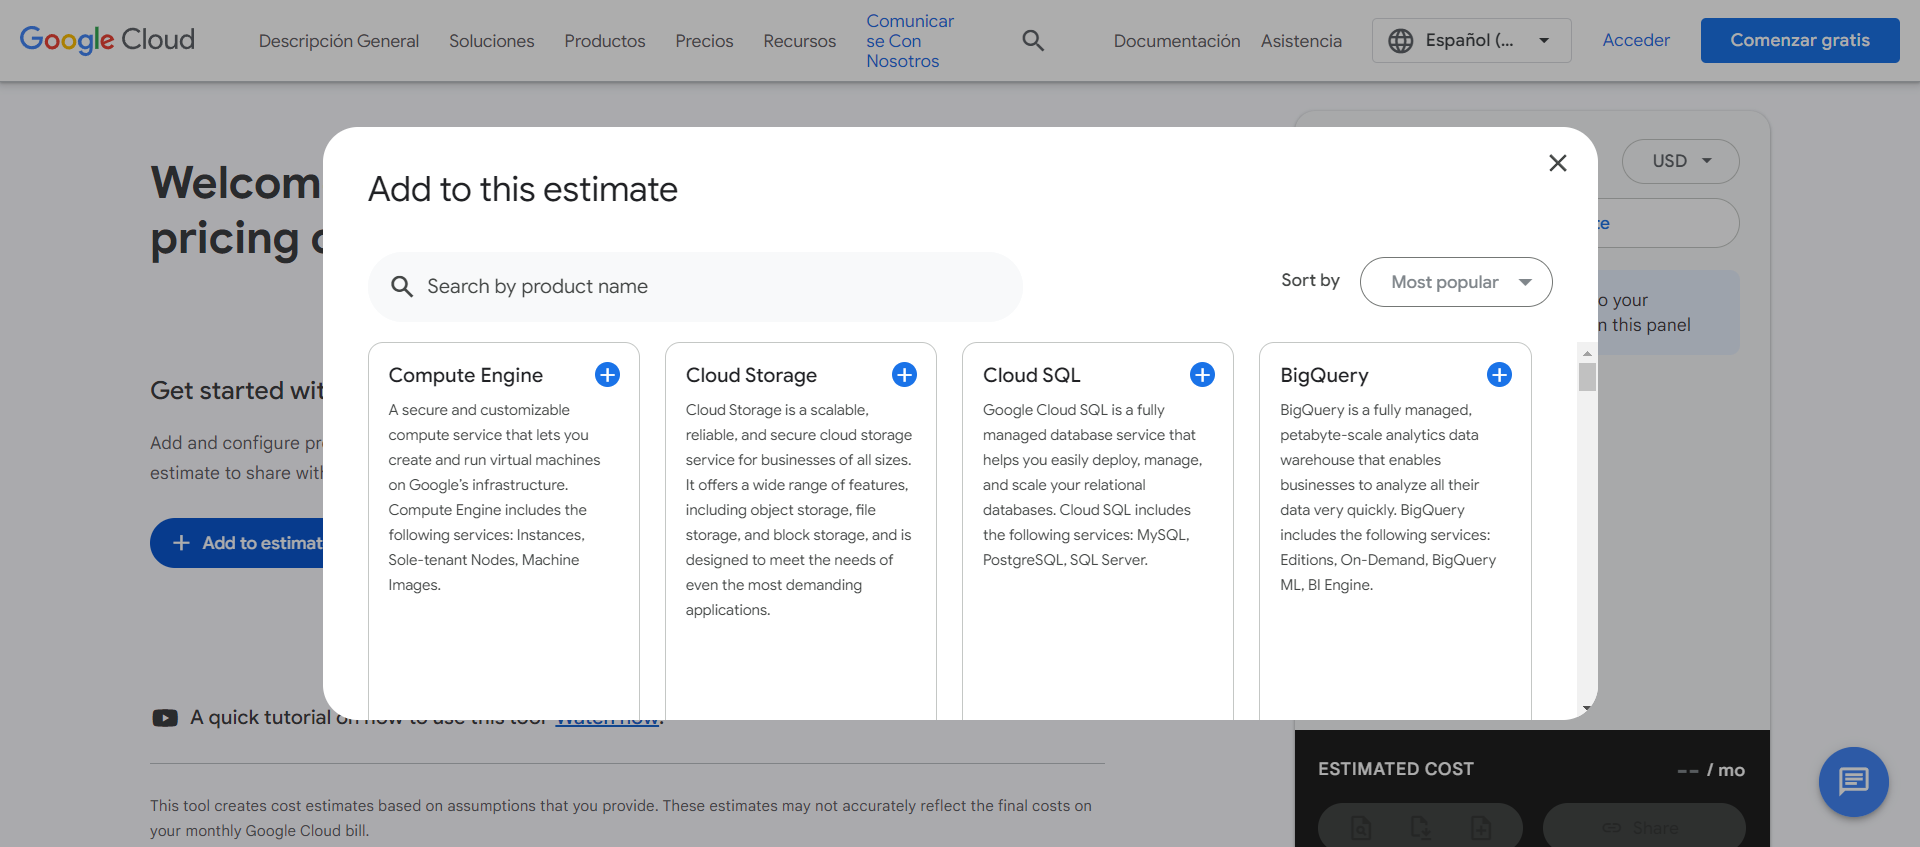 Google Cloud
Descripción General
Soluciones
Productos
Precios
Recursos
Comunicar
se Con
Nosotros
Documentación
Asistencia
Español (...
Acceder
Comenzar gratis
Welcom
pricing
Get started wit
Add and configure pr
estimate to share with
+ Add to estimat
A quick tutorial on how to use this tool Watch now.
This tool creates cost estimates based on assumptions that you provide. These estimates may not accurately reflect the final costs on
your monthly Google Cloud bill.
Add to this estimate
Search by product name
Sort by
Most popular
Compute Engine
A secure and customizable
compute service that lets you
create and run virtual machines
on Google's infrastructure.
Compute Engine includes the
following services: Instances,
Sole-tenant Nodes, Machine
Images.
Cloud Storage
Cloud Storage is a scalable,
reliable, and secure cloud storage
service for businesses of all sizes.
It offers a wide range of features,
including object storage, file
storage, and block storage, and is
designed to meet the needs of
even the most demanding
applications.
Cloud SQL
Google Cloud SQL is a fully
managed database service that
helps you easily deploy, manage,
and scale your relational
databases. Cloud SQL includes
the following services: MySQL,
PostgreSQL, SQL Server.
BigQuery
BigQuery is a fully managed,
petabyte-scale analytics data
warehouse that enables
businesses to analyze all their
data very quickly. BigQuery
includes the following services:
Editions, On-Demand, BigQuery
ML, BI Engine.
USD
te
o your
n this panel
ESTIMATED COST
-- / mo
Share